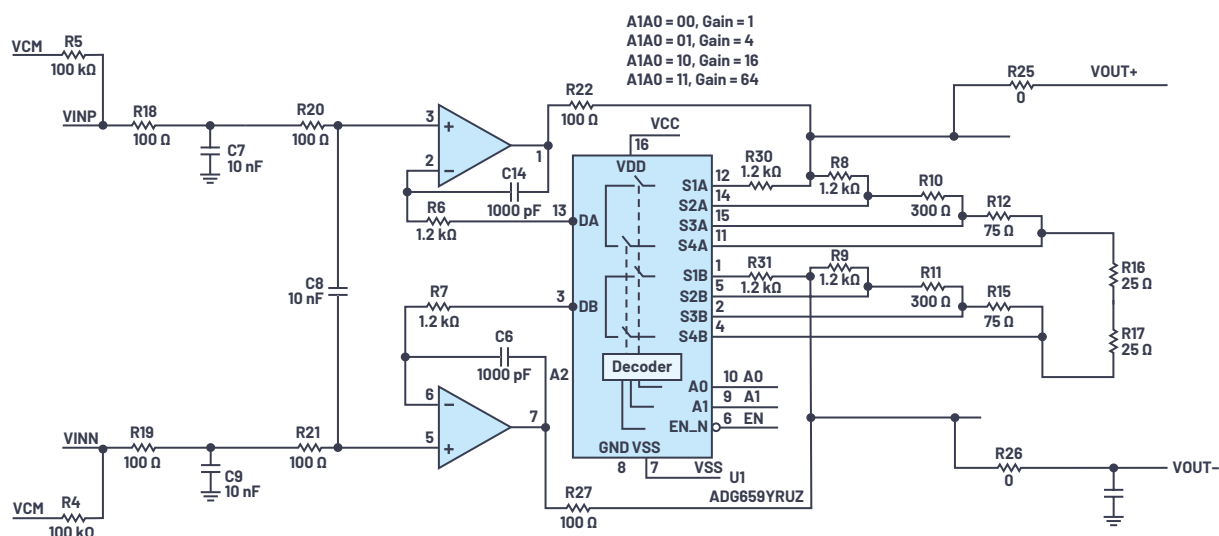 A1A0 = 00, Gain = 1
A1A0 = 01, Gain = 4
A1A0 = 10, Gain = 16
A1A0 = 11, Gain = 64
VCM
R5
100 kΩ
VINP
R18
100 Ω
C7
10 nF
R20
100 Ω
3
+
2
−
1
C14
1000 pF
R6
1.2 kΩ
R22
100 Ω
VCC
16
VDD
13
DA
3
DB
S1A
S2A
S3A
S4A
S1B
S2B
S3B
S4B
12
14
15
11
1
5
2
4
R30
1.2 kΩ
R8
1.2 kΩ
R10
300 Ω
R12
75 Ω
R31
1.2 kΩ
R9
1.2 kΩ
R11
300 Ω
R15
75 Ω
R16
25 Ω
R17
25 Ω
R25
0
VOUT+
C8
10 nF
R7
1.2 kΩ
C6
1000 pF
A2
6
−
5
+
7
Decoder
A0
A1
EN_N
10 A0
9 A1
6 EN
GND VSS
8
7
VSS
U1
ADG659YRUZ
R27
100 Ω
VINN
R19
100 Ω
C9
10 nF
R21
100 Ω
VCM
R4
100 kΩ
R26
0
VOUT−